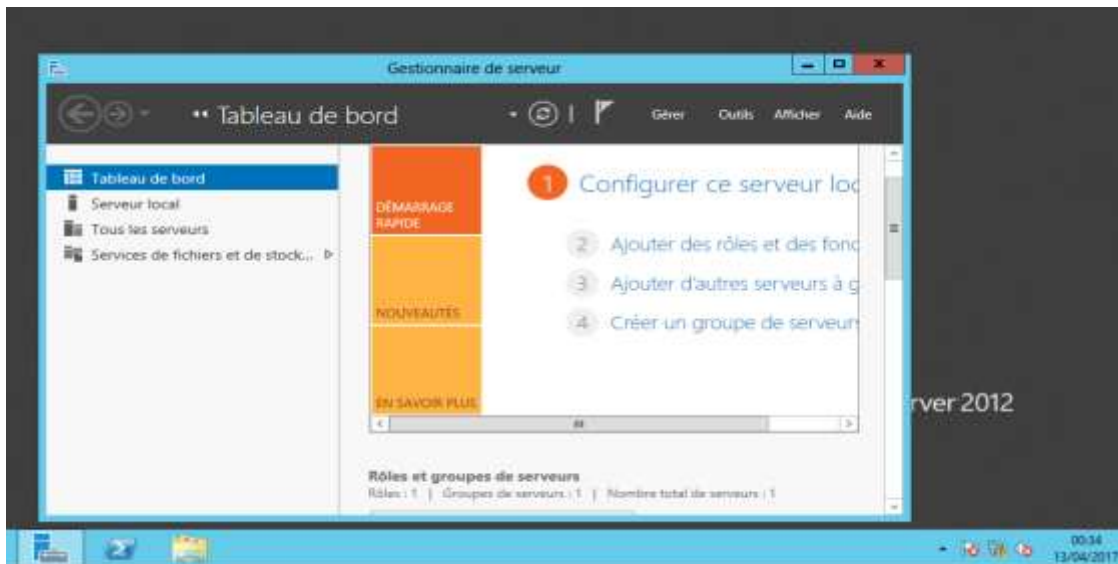 Gestionnaire de serveur
Tableau de bord
Gérer Outils Afficher Aide
Tableau de bord
Serveur local
Tous les serveurs
Services de fichiers et de stock...
DÉMARRAGE RAPIDE
NOUVEAUTÉS
EN SAVOIR PLUS
1 Configurer ce serveur loc
2 Ajouter des rôles et des fonc
3 Ajouter d'autres serveurs à g
4 Créer un groupe de serveur
Rôles et groupes de serveurs
Rôles : 1 | Groupes de serveurs : 1 | Nombre total de serveurs : 1
rver 2012
00:34
13/04/2017